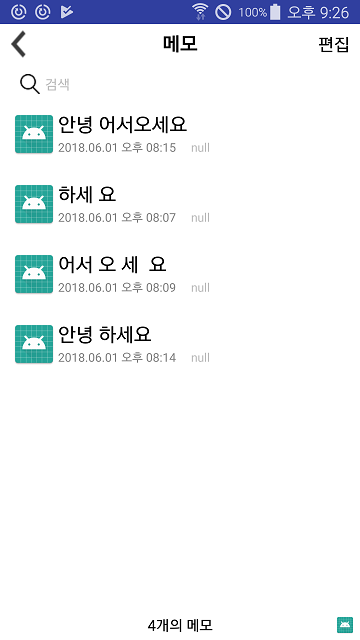 100% 오후 9:26
메모 편집
검색
안녕 어서오세요
2018.06.01 오후 08:15 null
하세 요
2018.06.01 오후 08:07 null
어서 오 세  요
2018.06.01 오후 08:09 null
안녕 하세요
2018.06.01 오후 08:14 null
4개의 메모